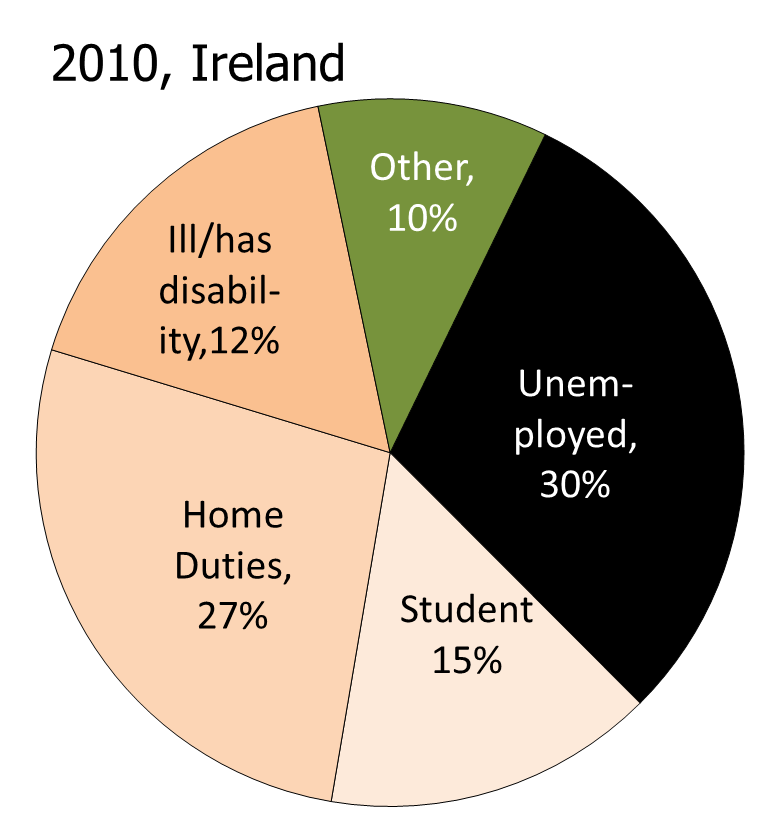 2010, Ireland
Other,
10%
Ill/has
disabil-
ity,12%
Unem-
ployed,
30%
Home
Duties,
27%
Student
15%